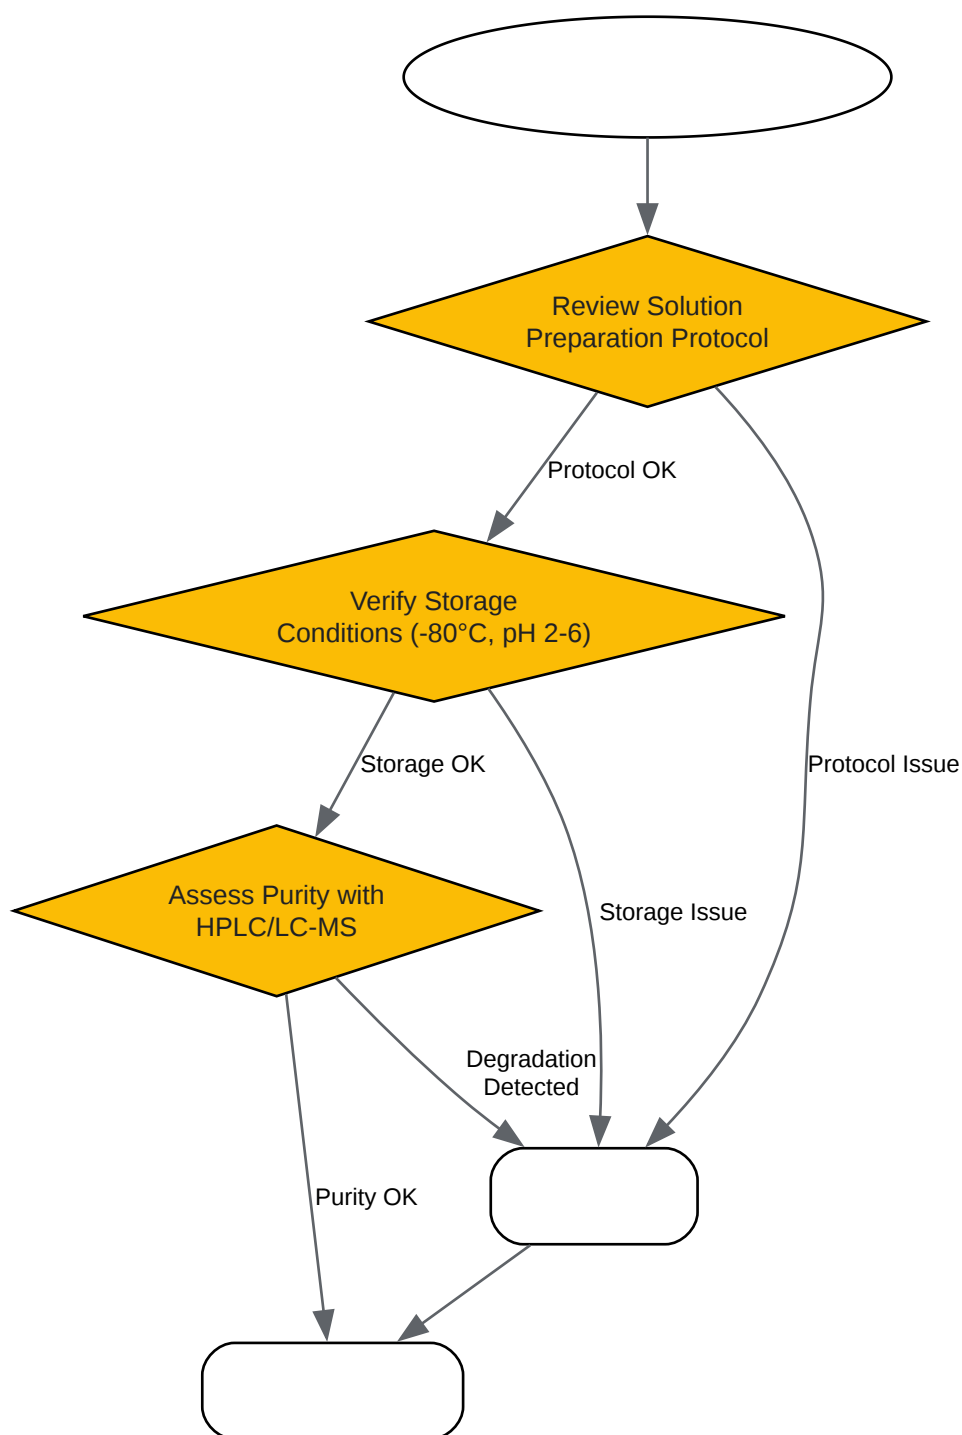 Review Solution
Preparation Protocol
Protocol OK
Verify Storage
Conditions (-80°C, pH 2-6)
Storage OK
Protocol Issue
Assess Purity with
HPLC/LC-MS
Storage Issue
Degradation
Detected
Purity OK